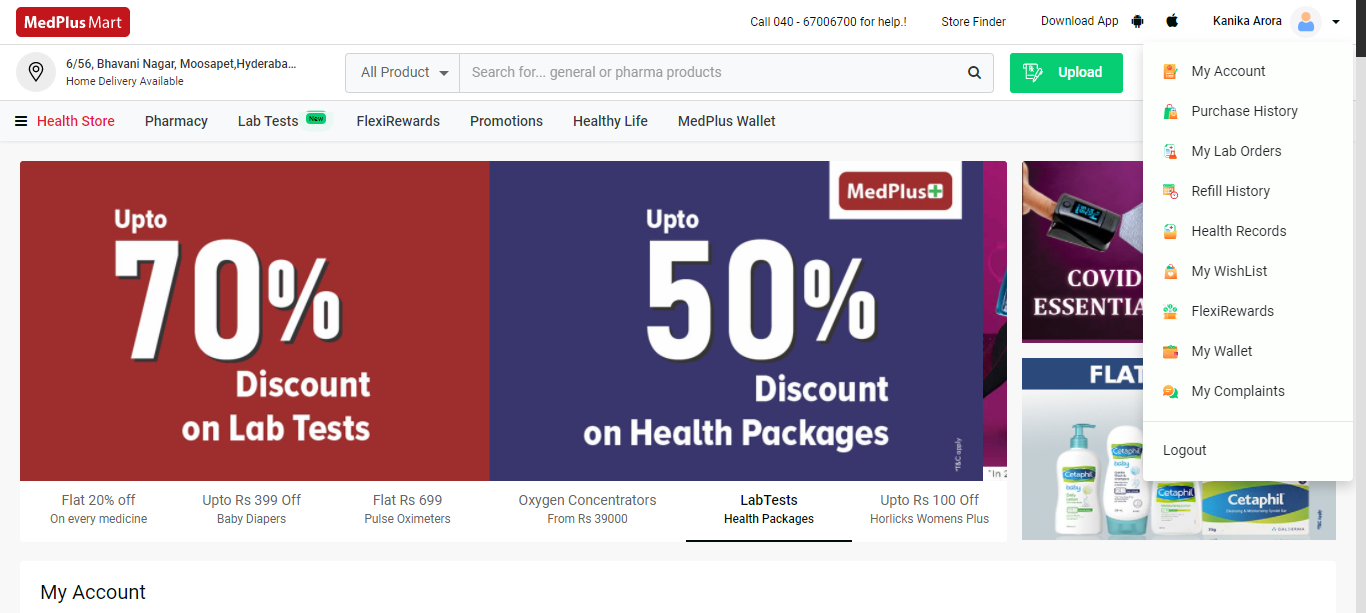 MedPlus Mart
Call 040 - 67006700 for help.!
Store Finder
Download App
Kanika Arora
6/56, Bhavani Nagar, Moosapet,Hyderaba...
Home Delivery Available
All Product
Search for... general or pharma products
Upload
Health Store
Pharmacy
Lab Tests
New
FlexiRewards
Promotions
Healthy Life
MedPlus Wallet
My Account
Purchase History
My Lab Orders
Refill History
Health Records
My WishList
FlexiRewards
My Wallet
My Complaints
Logout
Upto
70%
Discount
on Lab Tests
MedPlus
Upto
50%
Discount
on Health Packages
*T&C apply
*In 2
COVID
ESSENTIA
FLAT
Cetaphil
baby
Cetaphil
baby
Cetaphil
Cetaphil
GALDERMA
Flat 20% off
On every medicine
Upto Rs 399 Off
Baby Diapers
Flat Rs 699
Pulse Oximeters
Oxygen Concentrators
From Rs 39000
LabTests
Health Packages
Upto Rs 100 Off
Horlicks Womens Plus
My Account